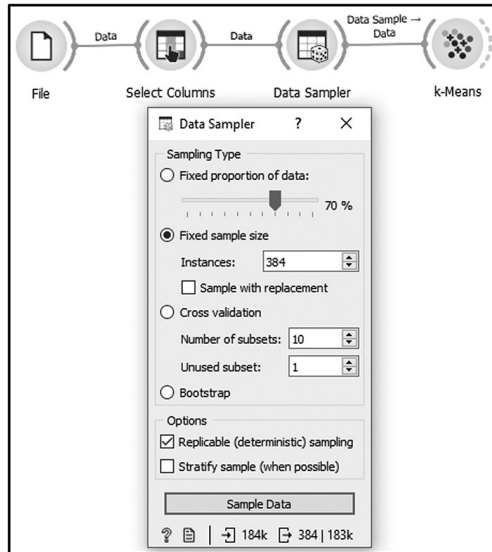 Data
Data
Data Sample →
Data
File
Select Columns
Data Sampler
k-Means
Data Sampler ? ✕
Sampling Type
Fixed proportion of data:
70 %
Fixed sample size
Instances: 384
Sample with replacement
Cross validation
Number of subsets: 10
Unused subset: 1
Bootstrap
Options
Replicable (deterministic) sampling
Stratify sample (when possible)
Sample Data
? 184k 384 | 183k